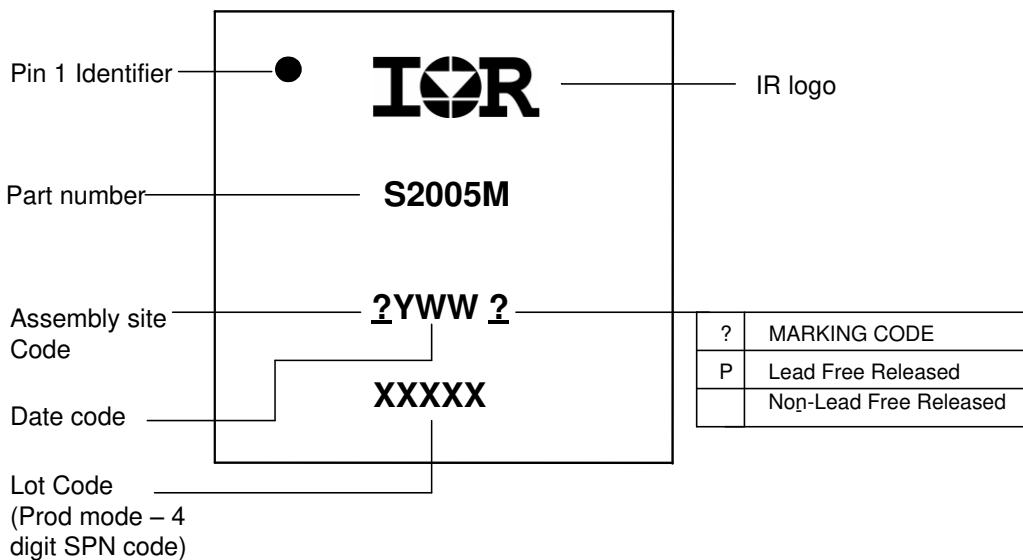 Pin 1 Identifier
IOR
IR logo
Part number
S2005M
Assembly site
Code
?YWW ?
? MARKING CODE
P Lead Free Released
Non-Lead Free Released
Date code
XXXXX
Lot Code
(Prod mode – 4
digit SPN code)